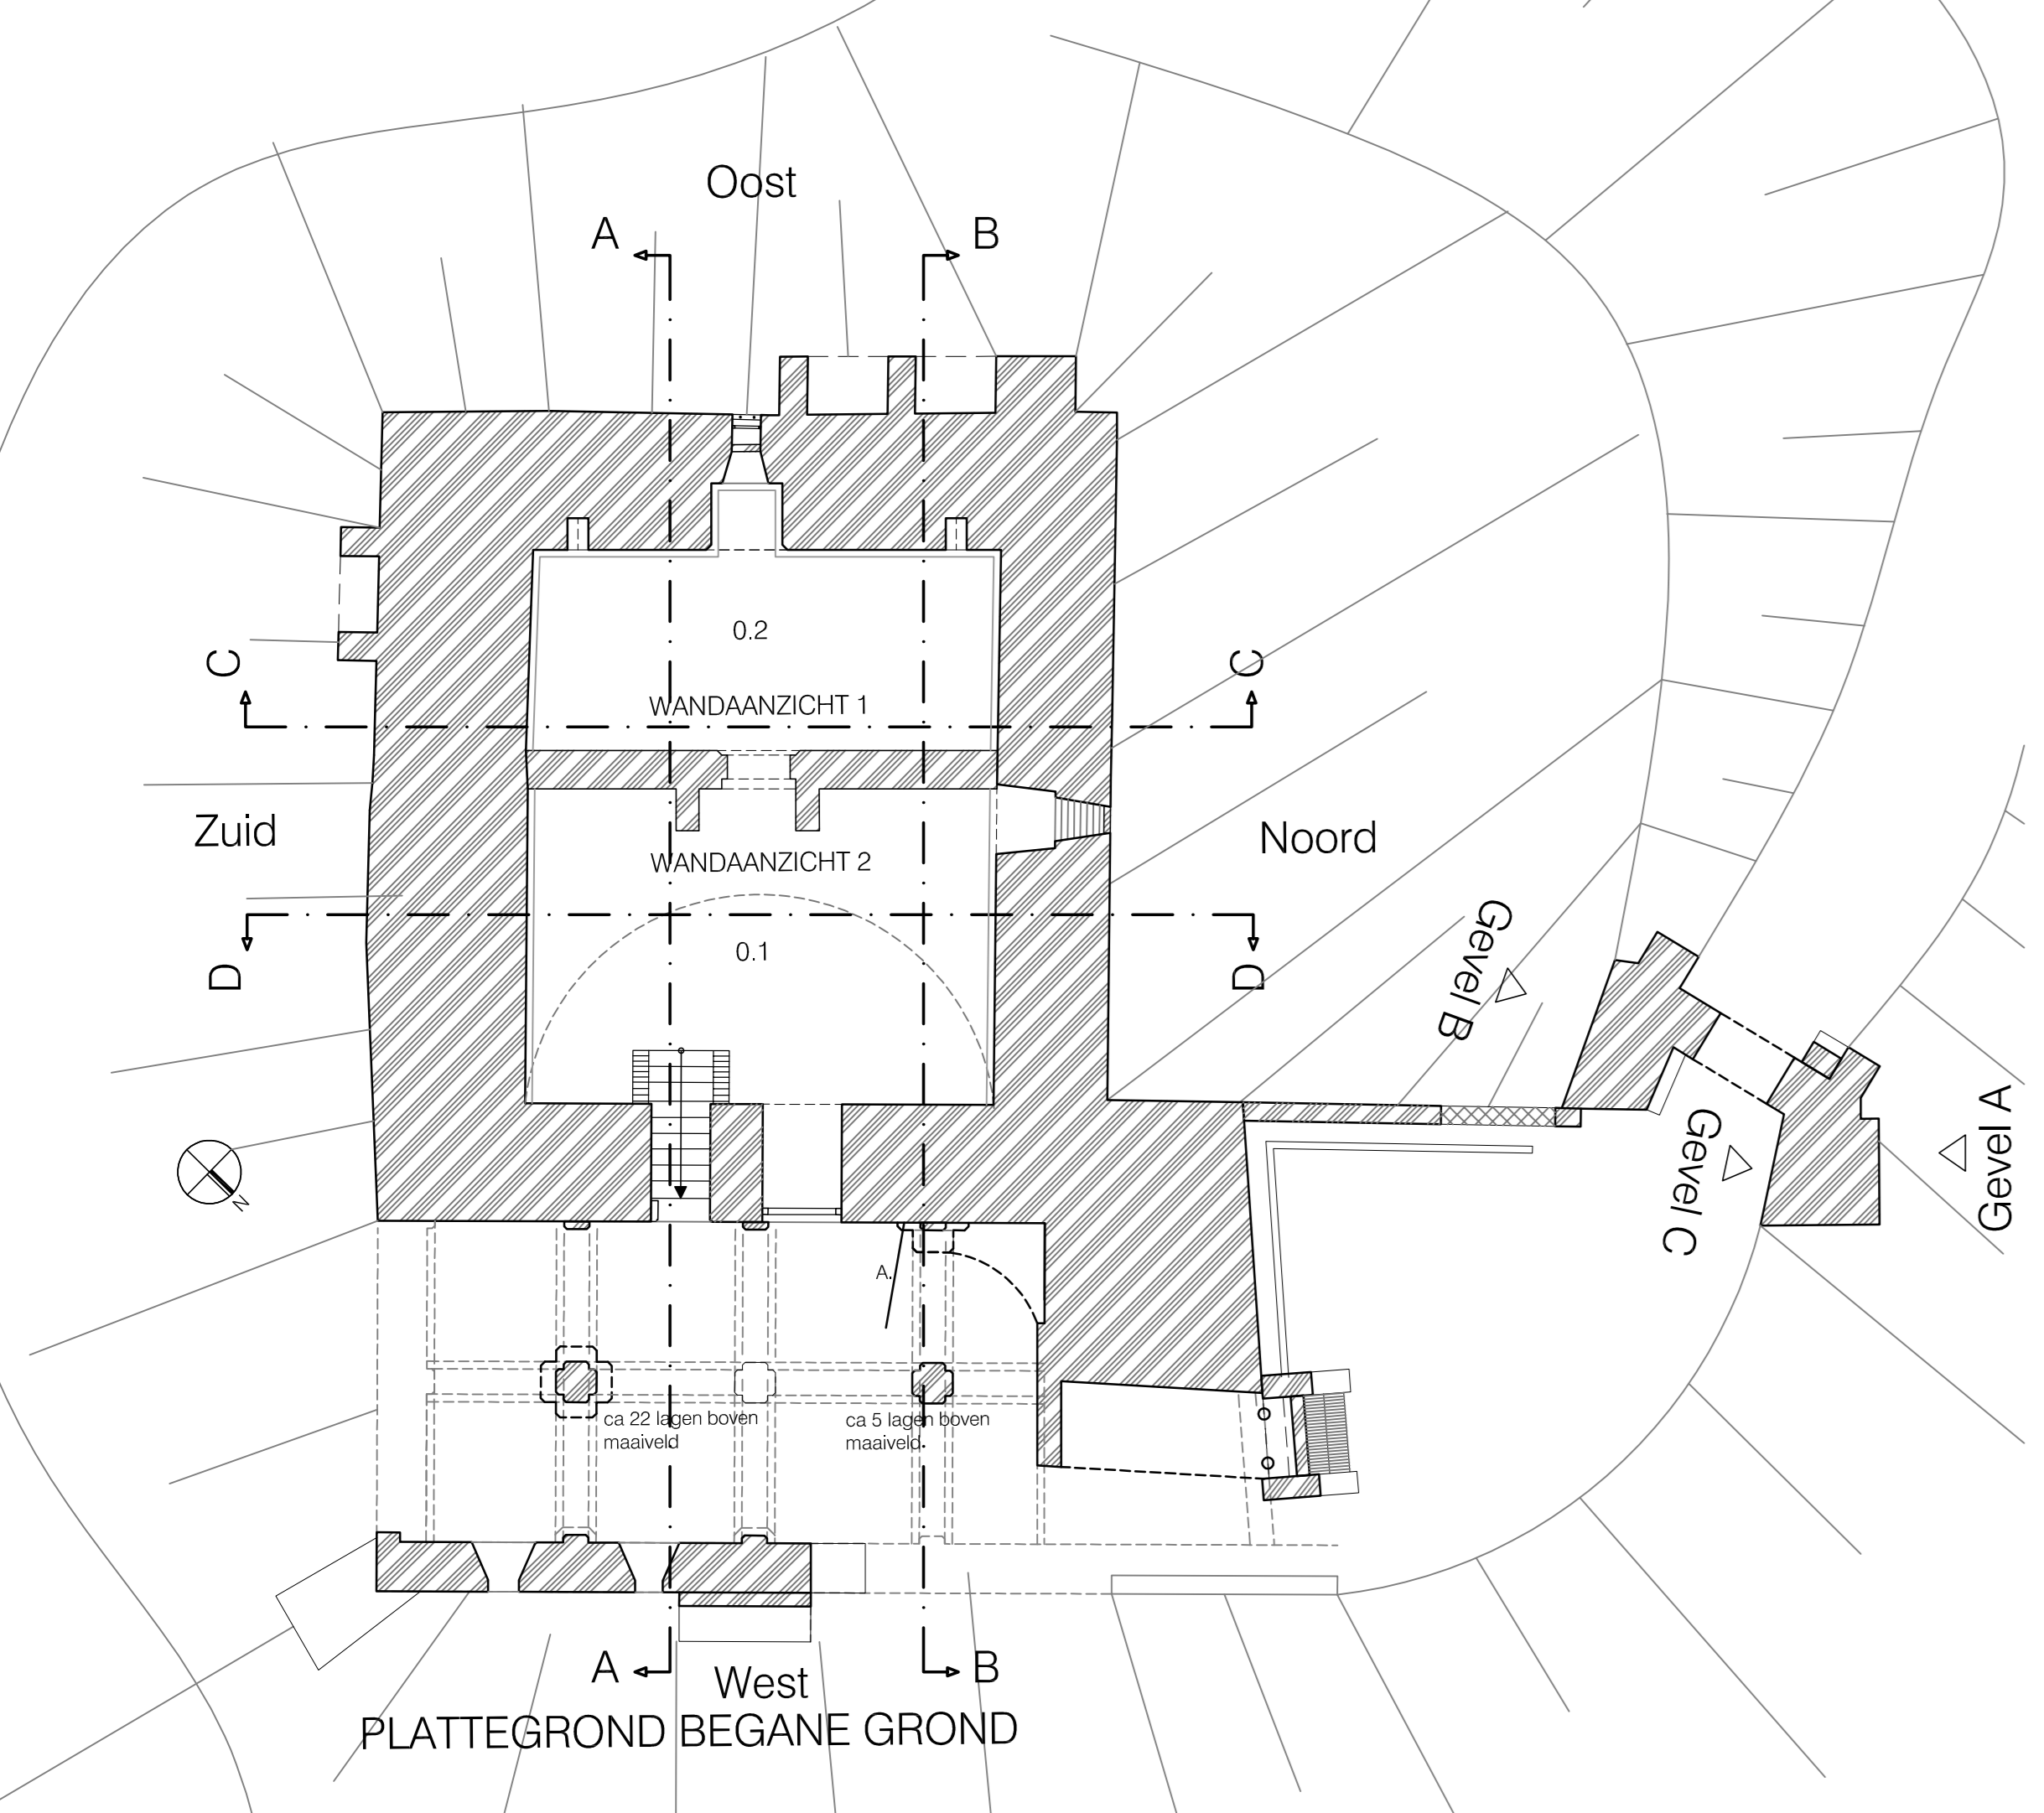 Oost
A
B
0.2
C
C
WANDAANZICHT 1
Zuid
Noord
WANDAANZICHT 2
0.1
D
D
Gevel B
Gevel A
Gevel C
N
A.
ca 22 lagen boven
maaiveld
ca 5 lagen boven
maaiveld
A
B
West
PLATTEGROND BEGANE GROND